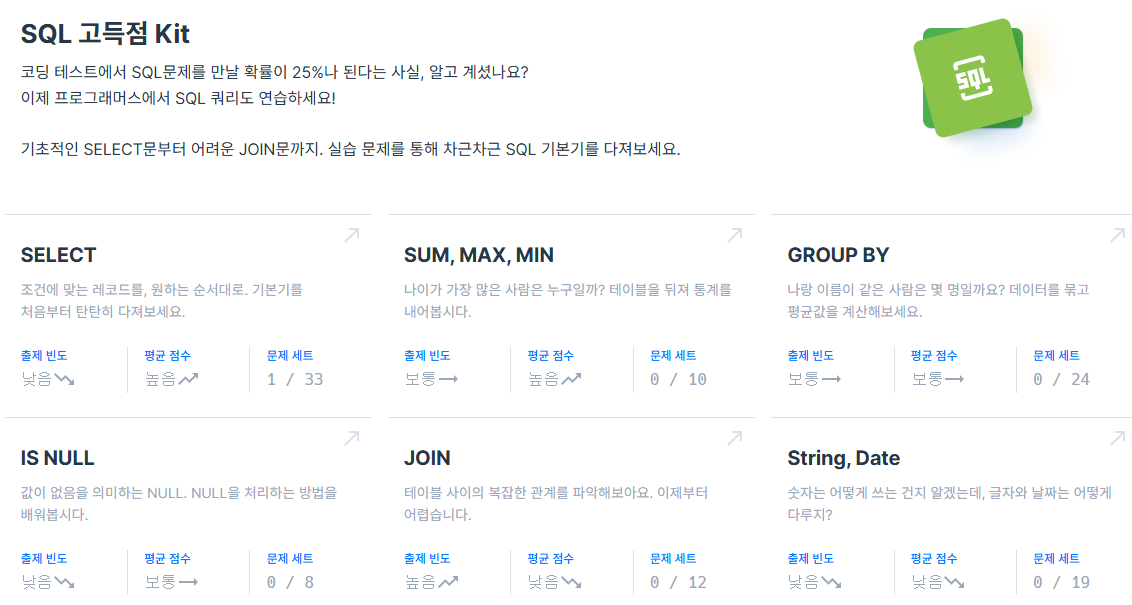 SQL 고득점 Kit
코딩 테스트에서 SQL문제를 만날 확률이 25%나 된다는 사실, 알고 계셨나요?
이제 프로그래머스에서 SQL 쿼리도 연습하세요!
기초적인 SELECT문부터 어려운 JOIN문까지. 실습 문제를 통해 차근차근 SQL 기본기를 다져보세요.
SQL
SELECT
조건에 맞는 레코드를, 원하는 순서대로. 기본기를
처음부터 탄탄히 다져보세요.
출제 빈도 평균 점수 문제 세트
낮음 높음 1 / 33
SUM, MAX, MIN
나이가 가장 많은 사람은 누구일까? 테이블을 뒤져 통계를
내어봅시다.
출제 빈도 평균 점수 문제 세트
보통 높음 0 / 10
GROUP BY
나랑 이름이 같은 사람은 몇 명일까요? 데이터를 묶고
평균값을 계산해보세요.
출제 빈도 평균 점수 문제 세트
보통 보통 0 / 24
IS NULL
값이 없음을 의미하는 NULL. NULL을 처리하는 방법을
배워봅시다.
출제 빈도 평균 점수 문제 세트
낮음 보통 0 / 8
JOIN
테이블 사이의 복잡한 관계를 파악해보아요. 이제부터
어렵습니다.
출제 빈도 평균 점수 문제 세트
높음 낮음 0 / 12
String, Date
숫자는 어떻게 쓰는 건지 알겠는데, 글자와 날짜는 어떻게
다루지?
출제 빈도 평균 점수 문제 세트
낮음 낮음 0 / 19